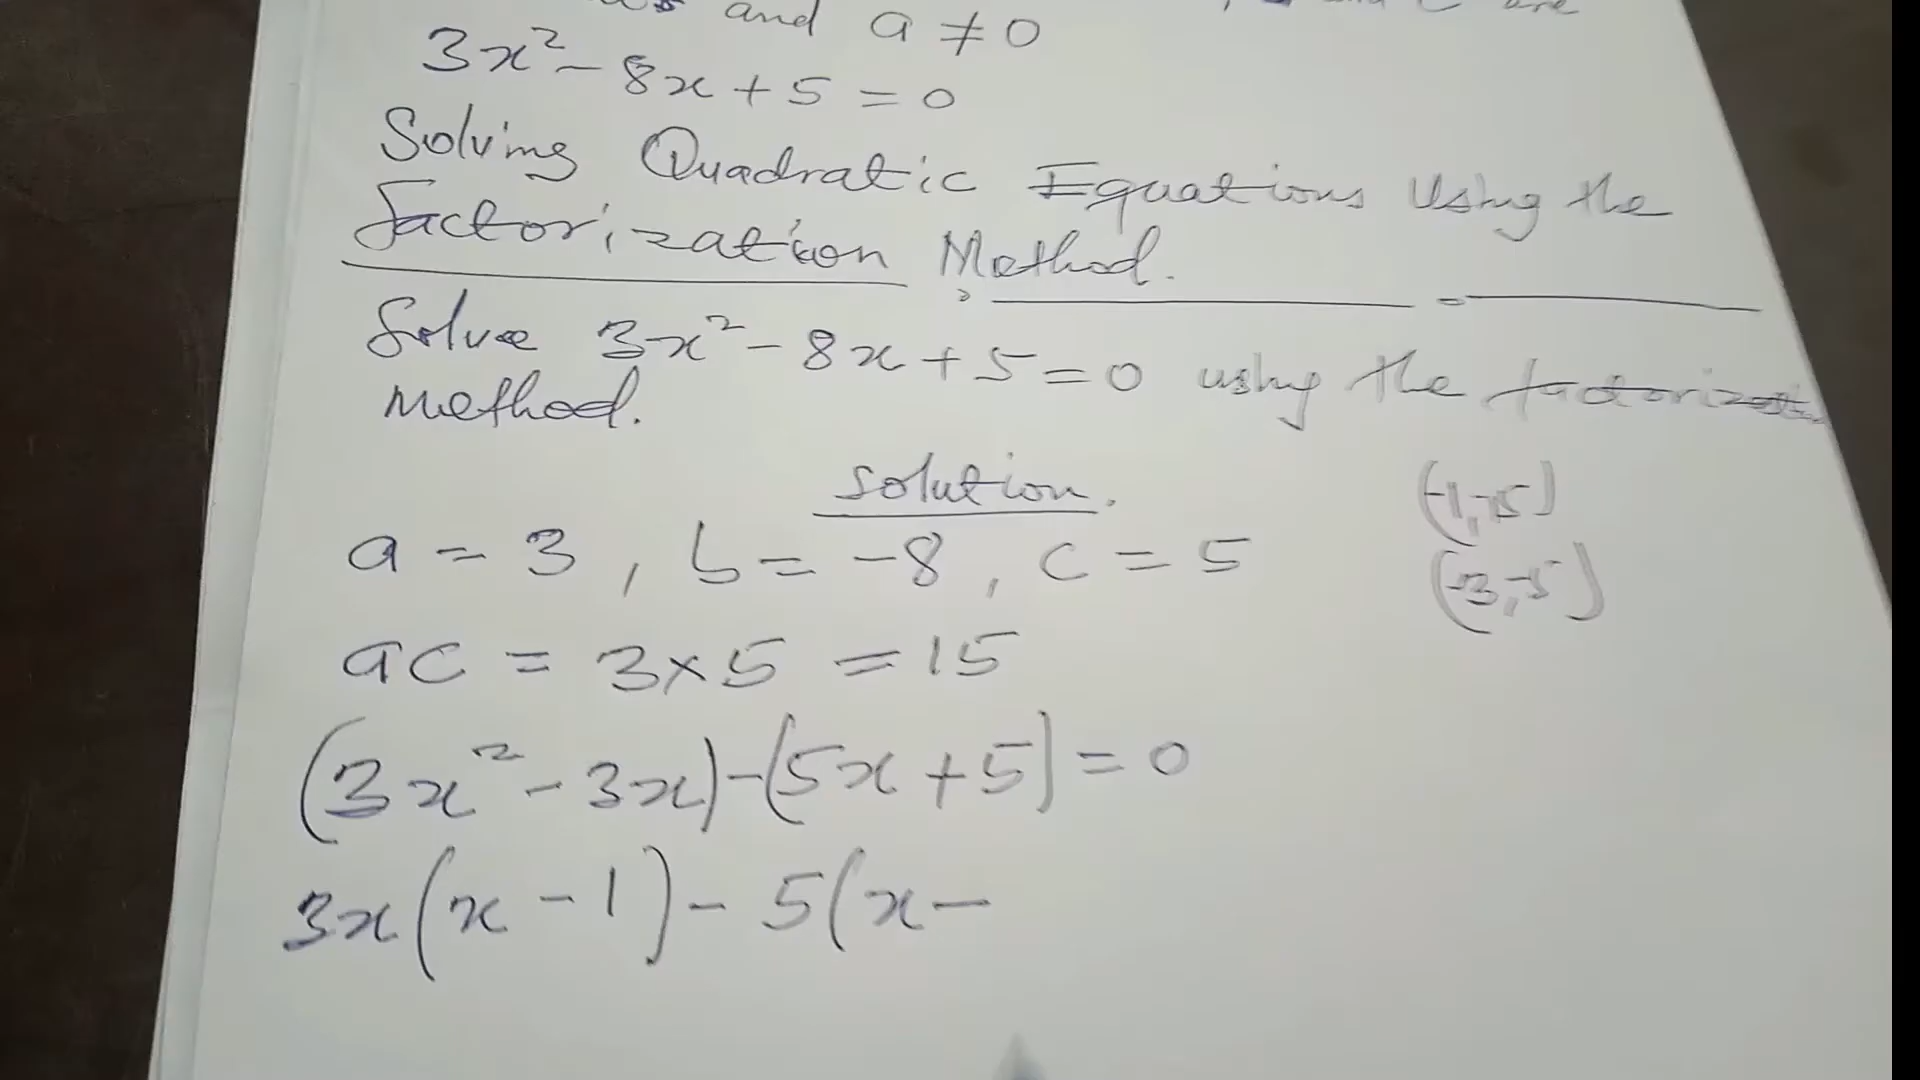 and a ≠ 0 are
3x² - 8x + 5 = 0
Solving Quadratic Equations Using the
Factorization Method.
Solve 3x² - 8x + 5 = 0 using the
method.
solution.
(-1,-15)
a = 3, b = -8, c = 5
(-3,-5)
ac = 3×5 = 15
(3x² - 3x) - (5x + 5) = 0
3x(x - 1) - 5(x -